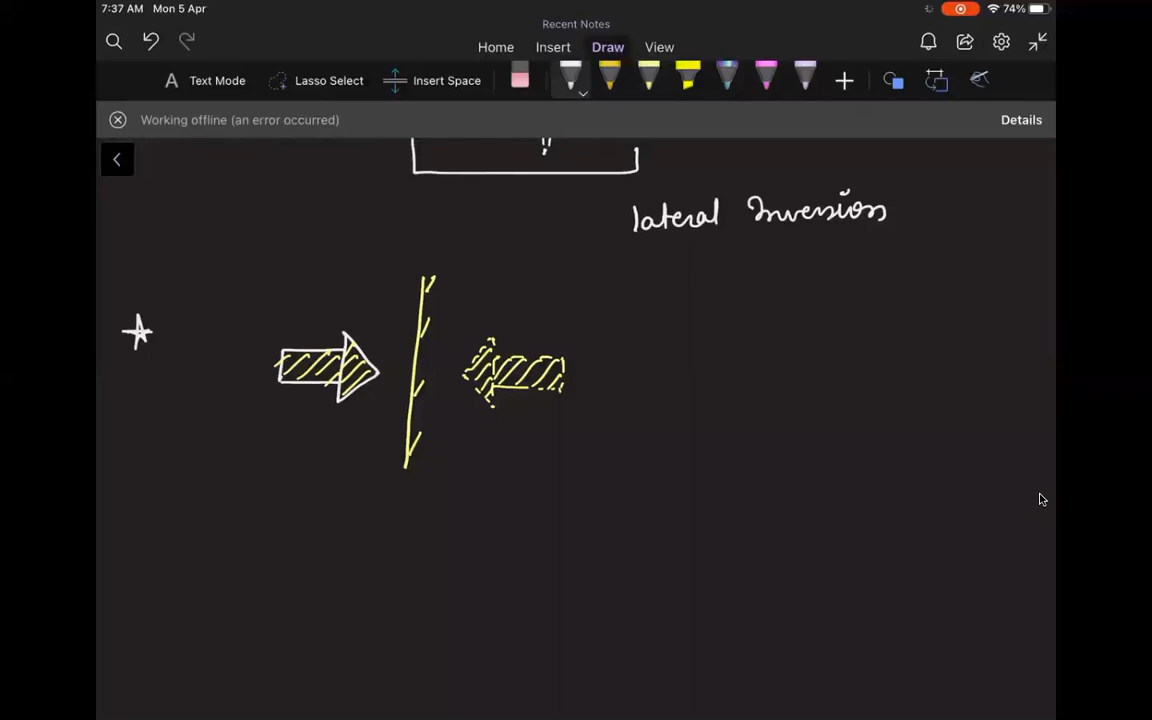 7:37 AM Mon 5 Apr
74%
Recent Notes
Home Insert Draw View
A Text Mode Lasso Select Insert Space
Working offline (an error occurred) Details
lateral Inversion